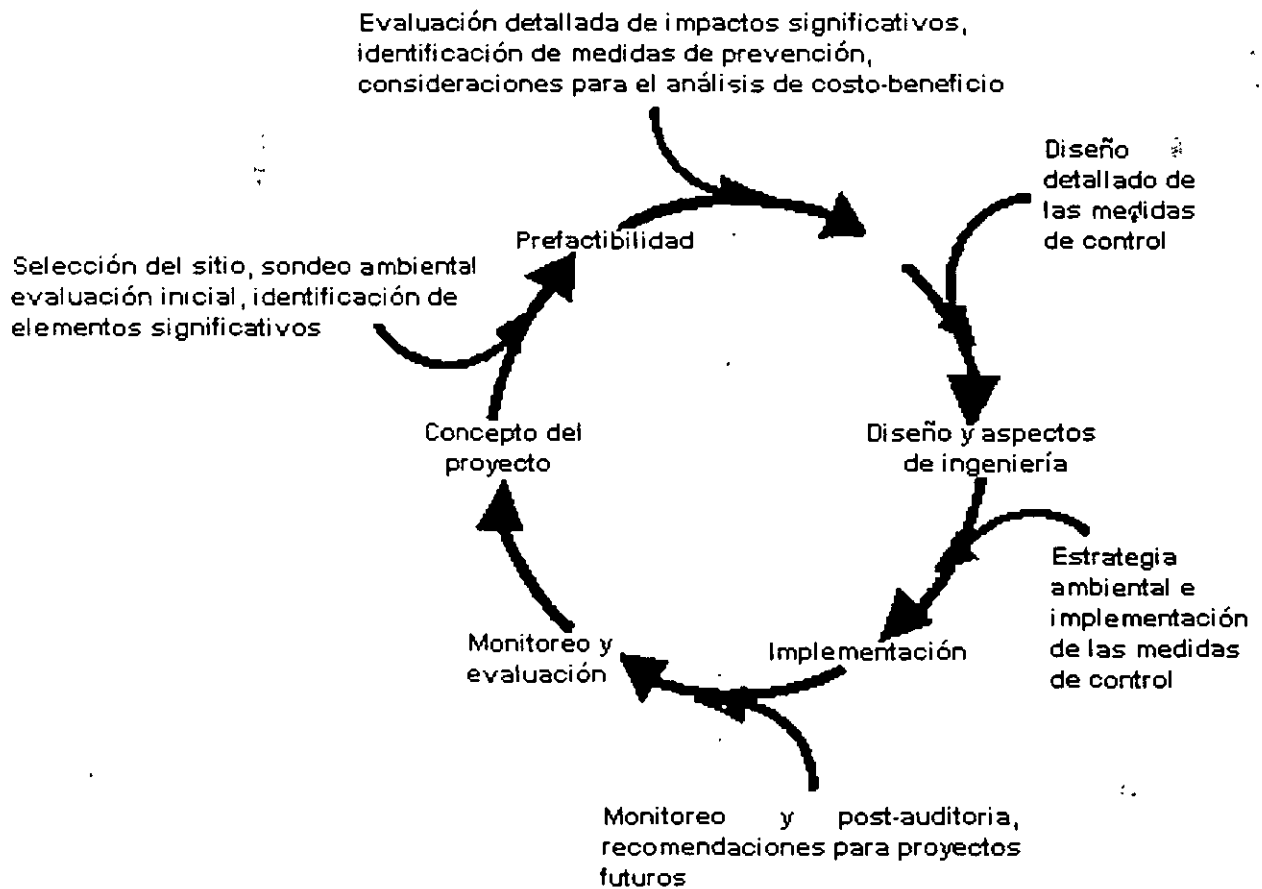 Evaluación detallada de impactos significativos,
identificación de medidas de prevención,
consideraciones para el análisis de costo-beneficio
Diseño
detallado de
las medidas
de control
Prefactibilidad
Selección del sitio, sondeo ambiental
evaluación inicial, identificación de
elementos significativos
Concepto del
proyecto
Diseño y aspectos
de ingeniería
Estrategia
ambiental e
implementación
de las medidas
de control
Monitoreo y
evaluación
Implementación
Monitoreo y post-auditoria,
recomendaciones para proyectos
futuros